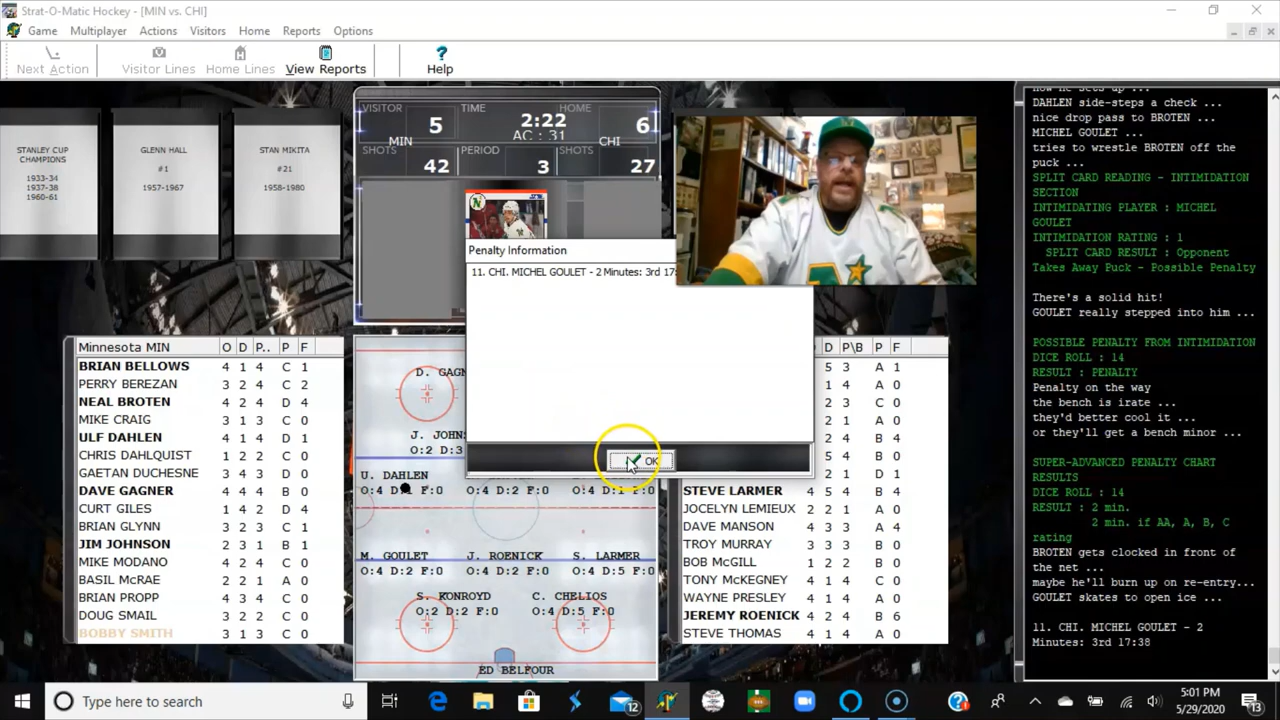 Strat-O-Matic Hockey - [MIN vs. CHI]
Game Multiplayer Actions Visitors Home Reports Options
Next Action Visitor Lines Home Lines View Reports Help
STANLEY CUP
CHAMPIONS
1933-34
1937-38
1960-61
GLENN HALL
#1
1957-1967
STAN MIKITA
#21
1958-1980
VISITOR TIME HOME
5 2:22 6
MIN AC : 31 CHI
SHOTS PERIOD SHOTS
42 3 27
Penalty Information
11. CHI. MICHEL GOULET - 2 Minutes: 3rd 17:
OK
Minnesota MIN O D P.. P F
BRIAN BELLOWS 4 1 4 C 1
PERRY BEREZAN 3 2 4 C 2
NEAL BROTEN 4 2 4 D 4
MIKE CRAIG 3 1 3 C 0
ULF DAHLEN 4 1 4 D 1
CHRIS DAHLQUIST 1 2 2 C 0
GAETAN DUCHESNE 3 4 3 D 0
DAVE GAGNER 4 4 4 B 0
CURT GILES 2 4 2 D 4
BRIAN GLYNN 3 2 3 C 1
JIM JOHNSON 2 3 1 B 1
MIKE MODANO 4 2 4 C 0
BASIL McRAE 2 2 1 A 0
BRIAN PROPP 4 3 4 C 0
DOUG SMAIL 3 2 2 C 0
BOBBY SMITH 3 1 3 C 0
D. GAGN
J. JOHNS
O:2 D:3
U. DAHLEN
O:4 D:1 F:0 O:4 D:2 F:0 O:4 D:1 F:0
M. GOULET J. ROENICK S. LARMER
O:4 D:2 F:0 O:4 D:2 F:0 O:4 D:5 F:0
S. KONROYD C. CHELIOS
O:2 D:2 F:0 O:4 D:5 F:0
ED BELFOUR
D P\B P F
5 3 A 1
1 4 A 0
2 3 C 0
2 1 A 0
2 4 B 4
2 1 D 1
STEVE LARMER 4 5 4 B 4
JOCELYN LEMIEUX 2 2 1 A 0
DAVE MANSON 3 3 3 A 4
TROY MURRAY 3 3 3 B 0
BOB McGILL 1 2 2 B 0
TONY McKEGNEY 4 1 4 C 0
WAYNE PRESLEY 4 1 4 A 0
JEREMY ROENICK 4 2 4 B 6
STEVE THOMAS 4 1 4 A 0
now he sets up ...
DAHLEN side-steps a check ...
nice drop pass to BROTEN ...
MICHEL GOULET ...
tries to wrestle BROTEN off the
puck ...
SPLIT CARD READING - INTIMIDATION
SECTION
INTIMIDATING PLAYER : MICHEL
GOULET
INTIMIDATION RATING : 1
SPLIT CARD RESULT : Opponent
Takes Away Puck - Possible Penalty
There's a solid hit!
GOULET really stepped into him ...
POSSIBLE PENALTY FROM INTIMIDATION
DICE ROLL : 14
RESULT : PENALTY
Penalty on the way
the bench is irate ...
they'd better cool it ...
or they'll get a bench minor ...
SUPER-ADVANCED PENALTY CHART
RESULTS
DICE ROLL : 14
RESULT : 2 min.
2 min. if AA, A, B, C
rating
BROTEN gets clocked in front of
the net ...
maybe he'll burn up on re-entry...
GOULET skates to open ice ...
11. CHI. MICHEL GOULET - 2
Minutes: 3rd 17:38
Type here to search
12
5:01 PM
5/29/2020
13